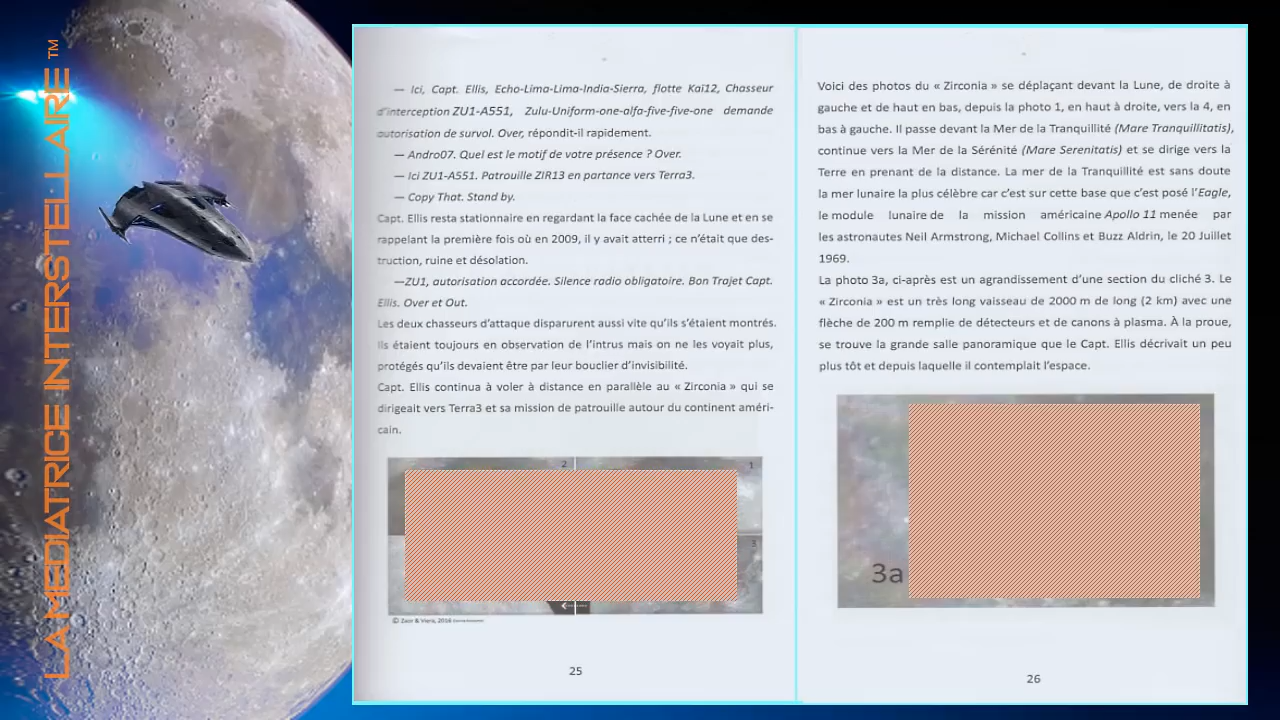 LA MEDIATRICE INTERSTELLAIRE ™
— Ici, Capt. Ellis, Echo-Lima-Lima-India-Sierra, flotte Kai12, Chasseur
d'interception ZU1-A551, Zulu-Uniform-one-alfa-five-five-one demande
autorisation de survol. Over, répondit-il rapidement.
— Andro07. Quel est le motif de votre présence ? Over.
— Ici ZU1-A551. Patrouille ZIR13 en partance vers Terra3.
— Copy That. Stand by.
Capt. Ellis resta stationnaire en regardant la face cachée de la Lune et en se
rappelant la première fois où en 2009, il y avait atterri ; ce n'était que des-
truction, ruine et désolation.
—ZU1, autorisation accordée. Silence radio obligatoire. Bon Trajet Capt.
Ellis. Over et Out.
Les deux chasseurs d'attaque disparurent aussi vite qu'ils s'étaient montrés.
Ils étaient toujours en observation de l'intrus mais on ne les voyait plus,
protégés qu'ils devaient être par leur bouclier d'invisibilité.
Capt. Ellis continua à voler à distance en parallèle au « Zirconia » qui se
dirigeait vers Terra3 et sa mission de patrouille autour du continent améri-
cain.
2
1
3
© Zaor & Viera, 2016
25
Voici des photos du « Zirconia » se déplaçant devant la Lune, de droite à
gauche et de haut en bas, depuis la photo 1, en haut à droite, vers la 4, en
bas à gauche. Il passe devant la Mer de la Tranquillité (Mare Tranquillitatis),
continue vers la Mer de la Sérénité (Mare Serenitatis) et se dirige vers la
Terre en prenant de la distance. La mer de la Tranquillité est sans doute
la mer lunaire la plus célèbre car c'est sur cette base que c'est posé l'Eagle,
le module lunaire de la mission américaine Apollo 11 menée par
les astronautes Neil Armstrong, Michael Collins et Buzz Aldrin, le 20 Juillet
1969.
La photo 3a, ci-après est un agrandissement d'une section du cliché 3. Le
« Zirconia » est un très long vaisseau de 2000 m de long (2 km) avec une
flèche de 200 m remplie de détecteurs et de canons à plasma. À la proue,
se trouve la grande salle panoramique que le Capt. Ellis décrivait un peu
plus tôt et depuis laquelle il contemplait l'espace.
3a
26